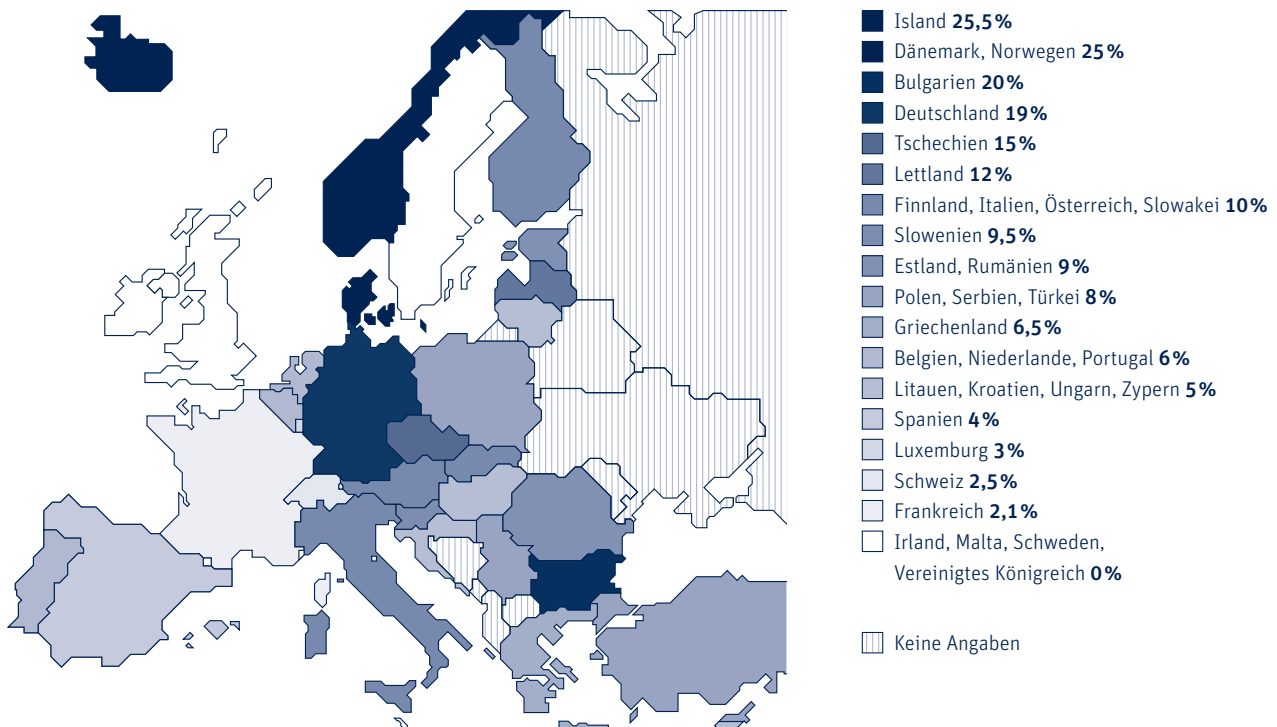 Island 25,5 %
Dänemark, Norwegen 25 %
Bulgarien 20 %
Deutschland 19 %
Tschechien 15 %
Lettland 12 %
Finnland, Italien, Österreich, Slowakei 10 %
Slowenien 9,5 %
Estland, Rumänien 9 %
Polen, Serbien, Türkei 8 %
Griechenland 6,5 %
Belgien, Niederlande, Portugal 6 %
Litauen, Kroatien, Ungarn, Zypern 5 %
Spanien 4 %
Luxemburg 3 %
Schweiz 2,5 %
Frankreich 2,1 %
Irland, Malta, Schweden,
Vereinigtes Königreich 0 %
Keine Angaben